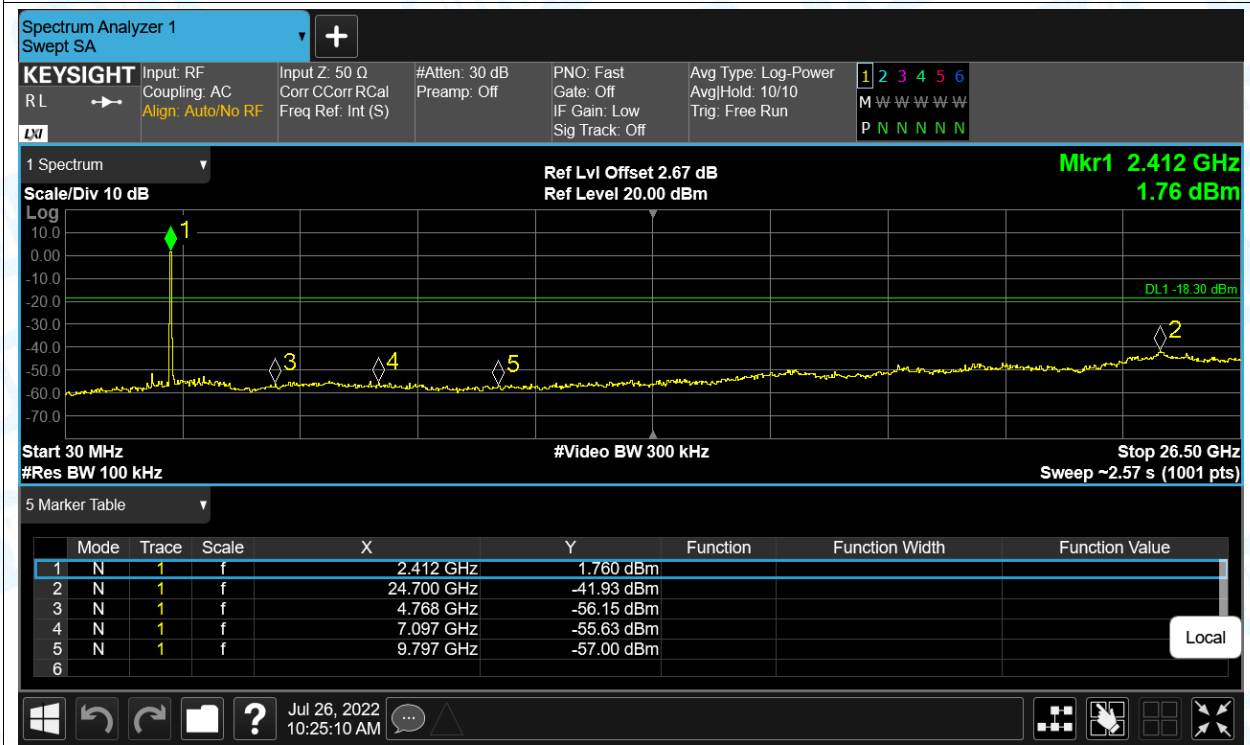 Spectrum Analyzer 1
Swept SA
KEYSIGHT
RL
LXI
Input: RF
Coupling: AC
Align: Auto/No RF
Input Z: 50 Ω
Corr CCorr RCal
Freq Ref: Int (S)
#Atten: 30 dB
Preamp: Off
PNO: Fast
Gate: Off
IF Gain: Low
Sig Track: Off
Avg Type: Log-Power
Avg|Hold: 10/10
Trig: Free Run
1 2 3 4 5 6
M W W W W W
P N N N N N
1 Spectrum
Scale/Div 10 dB
Ref Lvl Offset 2.67 dB
Ref Level 20.00 dBm
Mkr1 2.412 GHz
1.76 dBm
Log
10.0
0.00
-10.0
-20.0
-30.0
-40.0
-50.0
-60.0
-70.0
1
DL1 -18.30 dBm
2
3
4
5
Start 30 MHz
#Res BW 100 kHz
#Video BW 300 kHz
Stop 26.50 GHz
Sweep ~2.57 s (1001 pts)
5 Marker Table
Mode Trace Scale X Y Function Function Width Function Value
1 N 1 f 2.412 GHz 1.760 dBm
2 N 1 f 24.700 GHz -41.93 dBm
3 N 1 f 4.768 GHz -56.15 dBm
4 N 1 f 7.097 GHz -55.63 dBm
5 N 1 f 9.797 GHz -57.00 dBm
6
Local
?
Jul 26, 2022
10:25:10 AM